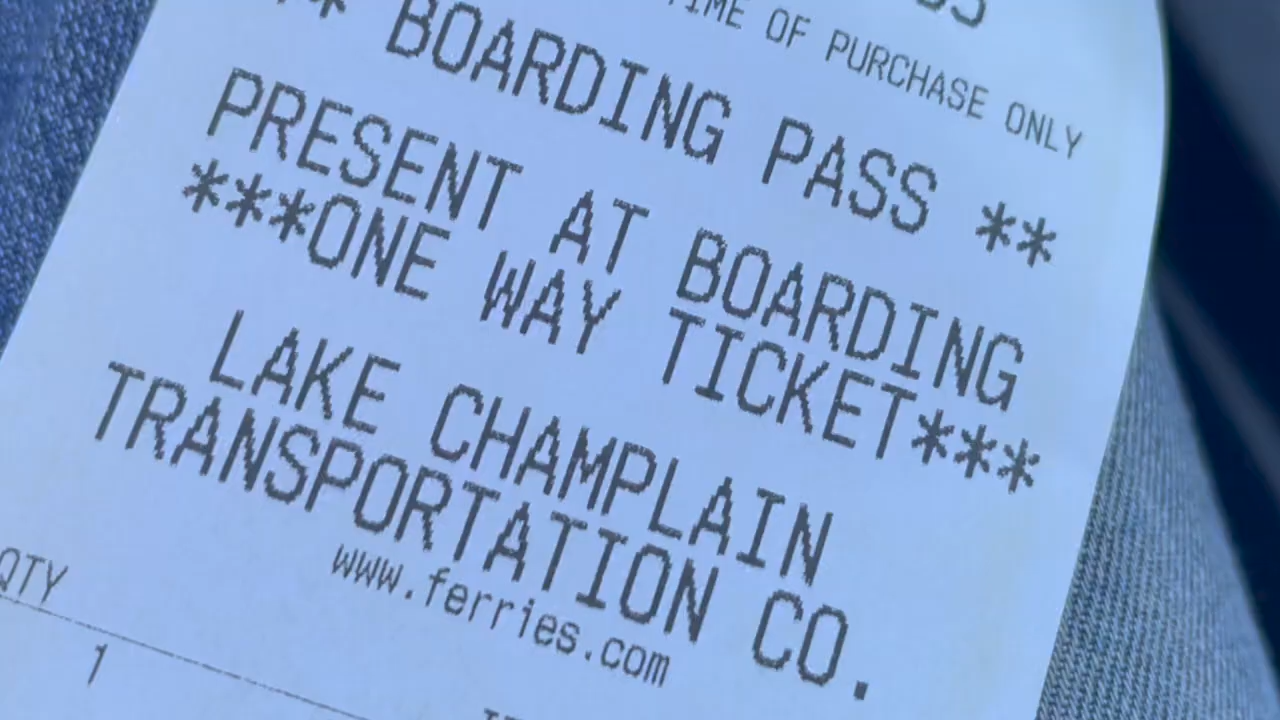 TIME OF PURCHASE ONLY
** BOARDING PASS **
PRESENT AT BOARDING
***ONE WAY TICKET***
LAKE CHAMPLAIN
TRANSPORTATION CO.
www.ferries.com
QTY
1